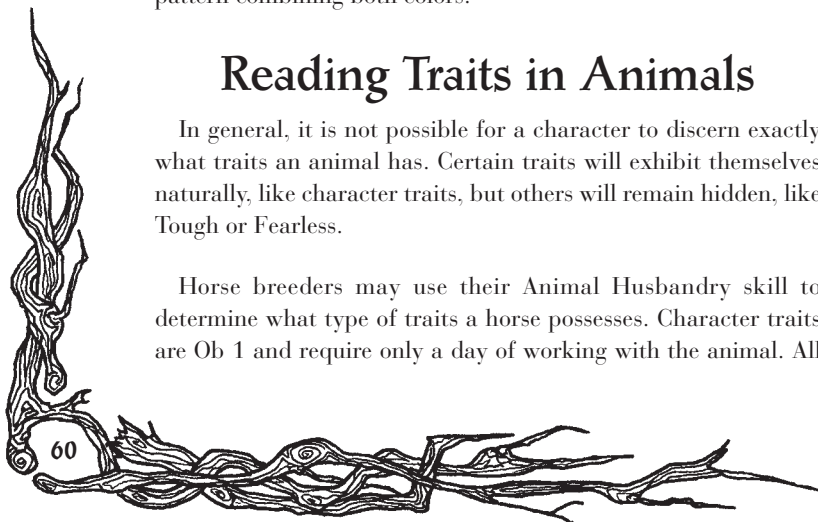 pattern combining both colors.
Reading Traits in Animals
In general, it is not possible for a character to discern exactly
what traits an animal has. Certain traits will exhibit themselves
naturally, like character traits, but others will remain hidden, like
Tough or Fearless.
Horse breeders may use their Animal Husbandry skill to
determine what type of traits a horse possesses. Character traits
are Ob 1 and require only a day of working with the animal. All
60